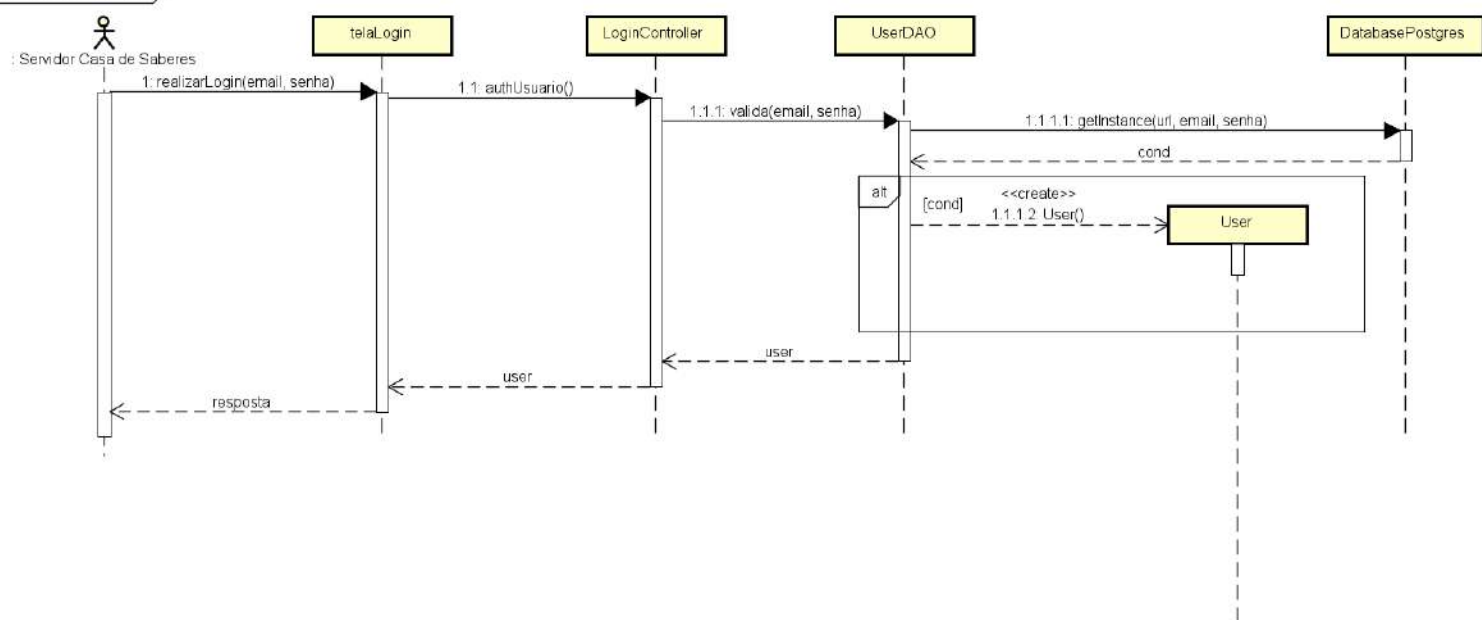 telaLogin
LoginController
UserDAO
DatabasePostgres
: Servidor Casa de Saberes
1: realizarLogin(email, senha)
1.1: authUsuario()
1.1.1: valida(email, senha)
1.1.1.1: getInstance(url, email, senha)
cond
alt
[cond]
<<create>>
1.1.1.2: User()
User
user
user
resposta